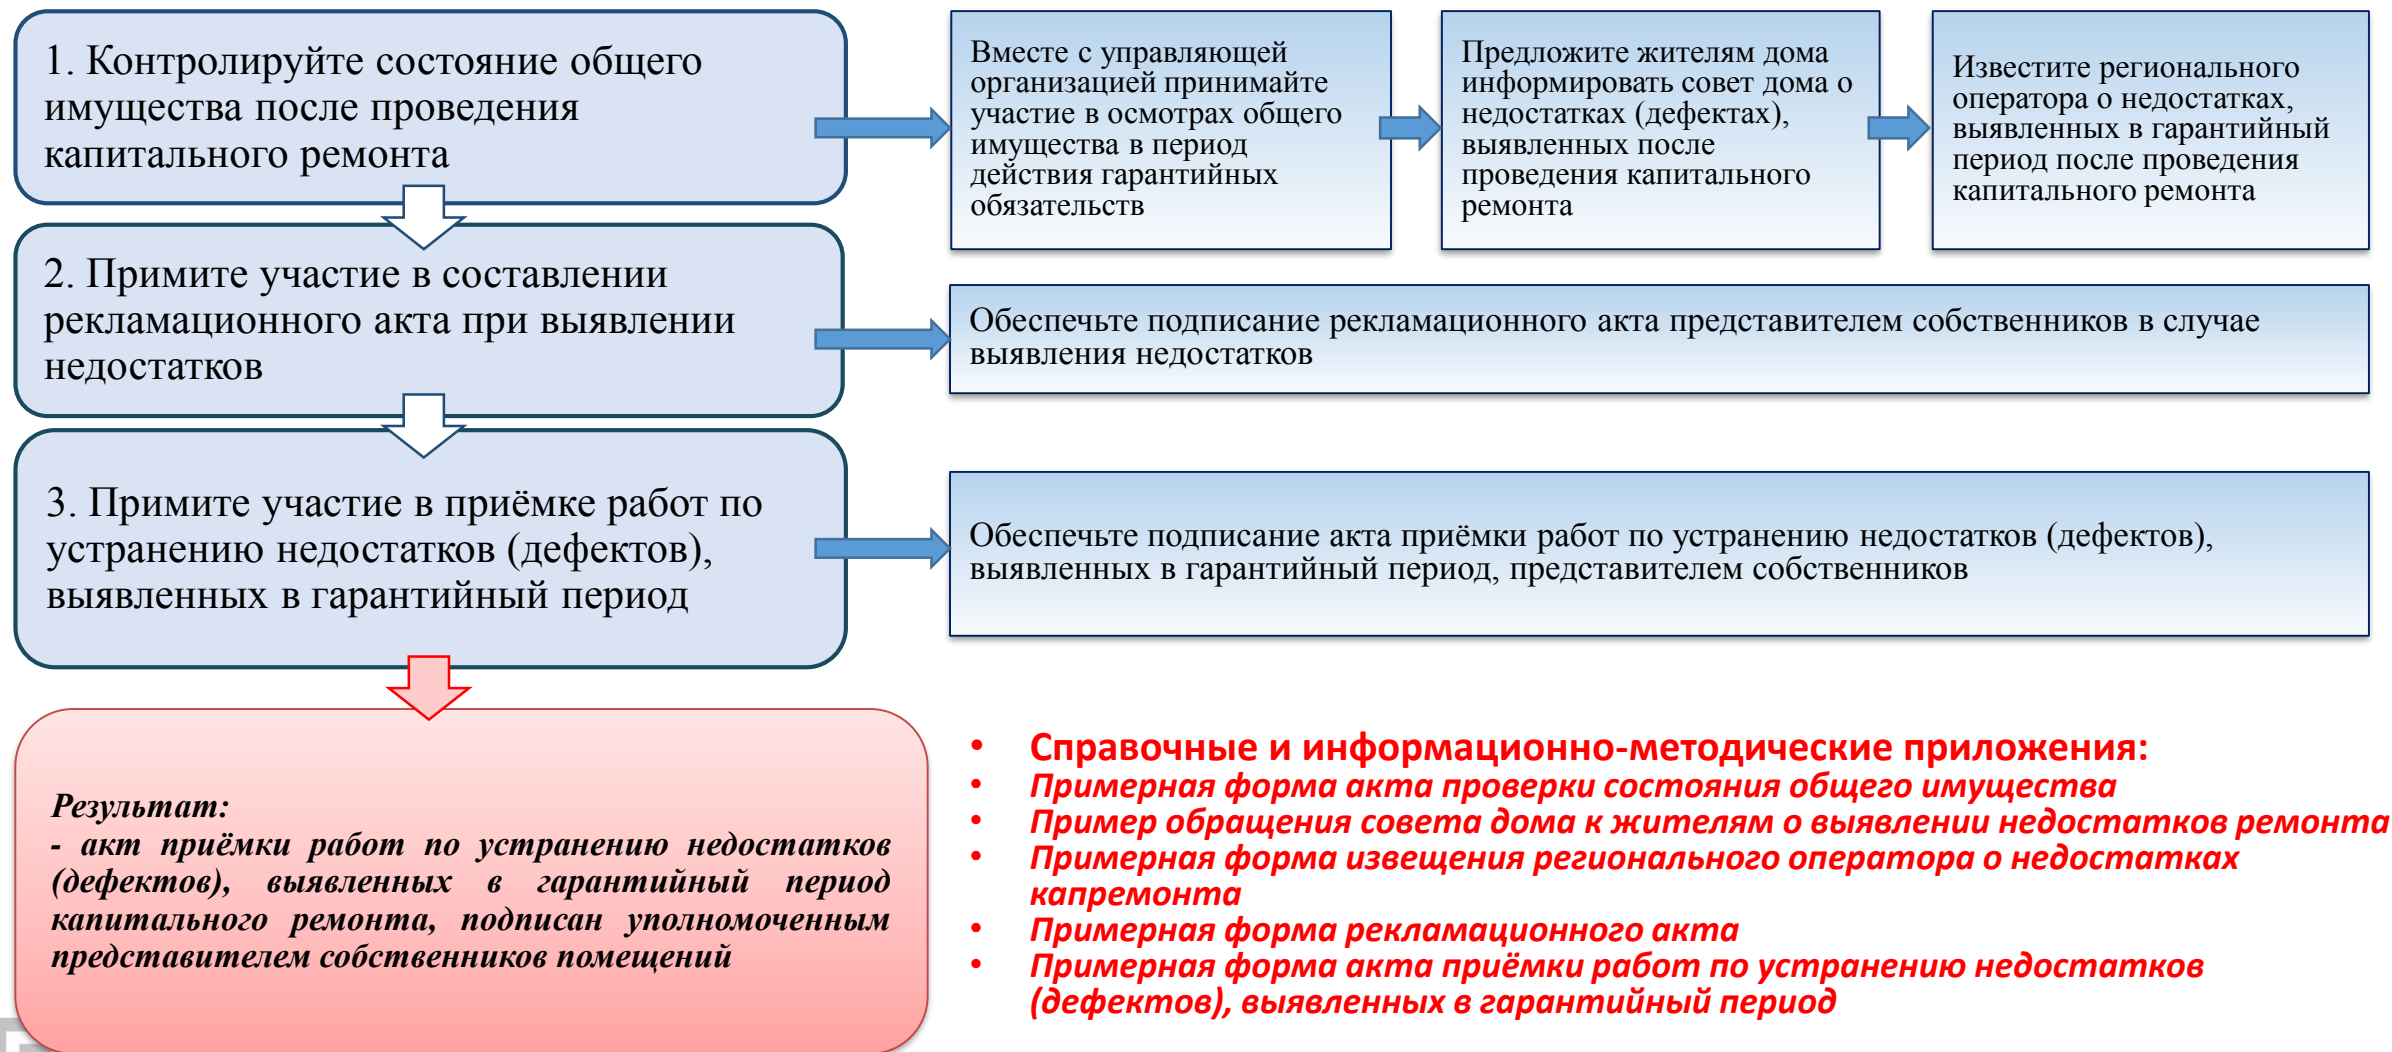 1. Контролируйте состояние общего
имущества после проведения
капитального ремонта
Вместе с управляющей
организацией принимайте
участие в осмотрах общего
имущества в период
действия гарантийных
обязательств
Предложите жителям дома
информировать совет дома о
недостатках (дефектах),
выявленных после
проведения капитального
ремонта
Известите регионального
оператора о недостатках,
выявленных в гарантийный
период после проведения
капитального ремонта
2. Примите участие в составлении
рекламационного акта при выявлении
недостатков
Обеспечьте подписание рекламационного акта представителем собственников в случае
выявления недостатков
3. Примите участие в приёмке работ по
устранению недостатков (дефектов),
выявленных в гарантийный период
Обеспечьте подписание акта приёмки работ по устранению недостатков (дефектов),
выявленных в гарантийный период, представителем собственников
Результат:
- акт приёмки работ по устранению недостатков
(дефектов), выявленных в гарантийный период
капитального ремонта, подписан уполномоченным
представителем собственников помещений
• Справочные и информационно-методические приложения:
• Примерная форма акта проверки состояния общего имущества
• Пример обращения совета дома к жителям о выявлении недостатков ремонта
• Примерная форма извещения регионального оператора о недостатках
капремонта
• Примерная форма рекламационного акта
• Примерная форма акта приёмки работ по устранению недостатков
(дефектов), выявленных в гарантийный период